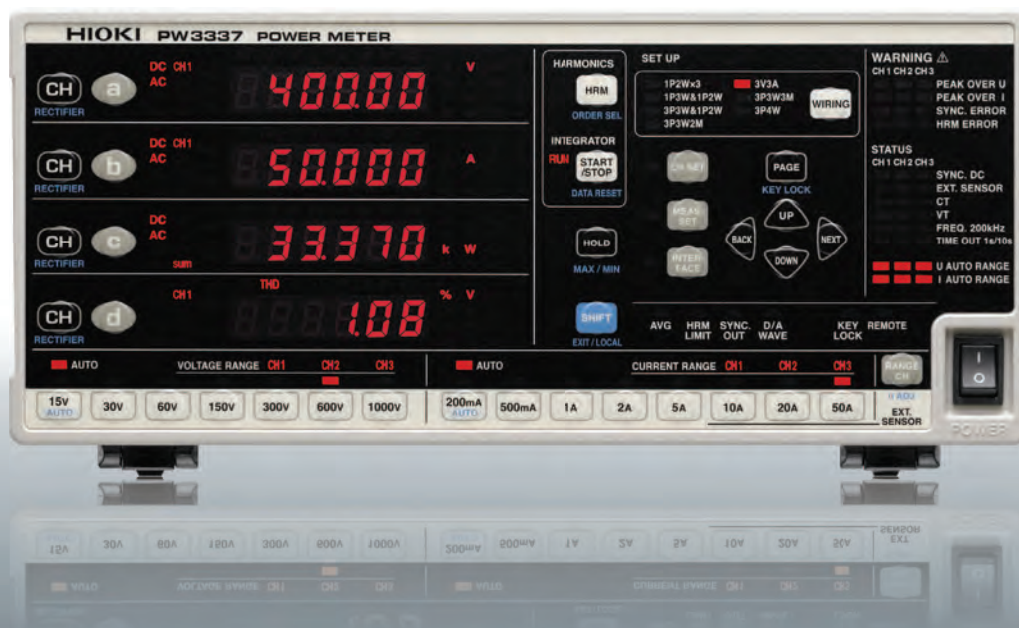 HIOKI PW3337 POWER METER
CH a
RECTIFIER
DC CH1
AC
400.00
V
CH b
RECTIFIER
DC CH1
AC
50.000
A
CH c
RECTIFIER
DC
AC
sum
33.370
k W
CH d
RECTIFIER
CH1
THD
1.08
% V
HARMONICS
HRM
ORDER SEL
INTEGRATOR
RUN
START
/STOP
DATA RESET
HOLD
MAX / MIN
SHIFT
EXIT / LOCAL
SET UP
1P2W×3
1P3W&1P2W
3P3W&1P2W
3P3W2M
3V3A
3P3W3M
3P4W
WIRING
CH SET
MEAS
SET
INTER-
FACE
PAGE
KEY LOCK
UP
BACK
NEXT
DOWN
AVG
HRM
LIMIT
SYNC.
OUT
D/A
WAVE
KEY
LOCK
REMOTE
WARNING ⚠
CH1 CH2 CH3
PEAK OVER U
PEAK OVER I
SYNC. ERROR
HRM ERROR
STATUS
CH1 CH2 CH3
SYNC. DC
EXT. SENSOR
CT
VT
FREQ. 200kHz
TIME OUT 1s/10s
U AUTO RANGE
I AUTO RANGE
AUTO
VOLTAGE RANGE CH1 CH2 CH3
AUTO
CURRENT RANGE CH1 CH2 CH3
RANGE
CH
0 ADJ
15V
AUTO
30V
60V
150V
300V
600V
1000V
200mA
AUTO
500mA
1A
2A
5A
10A
20A
50A
EXT.
SENSOR
I
O
POWER